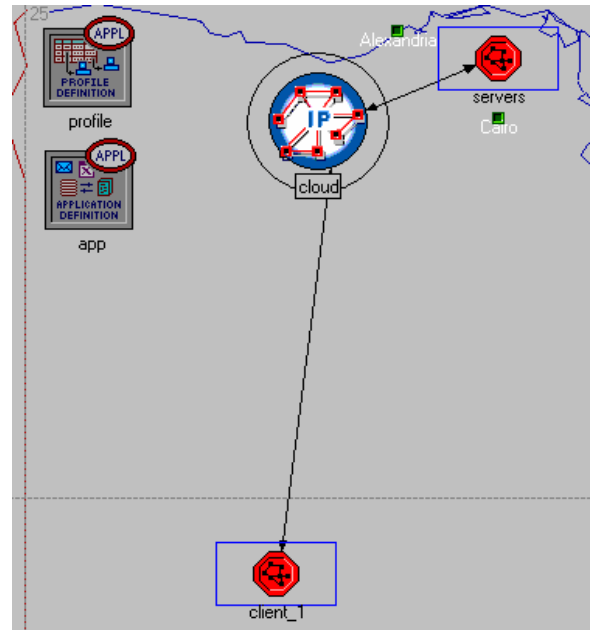 25
APPL
PROFILE
DEFINITION
profile
Alexandria
servers
Cairo
IP
cloud
APPL
APPLICATION
DEFINITION
app
client_1